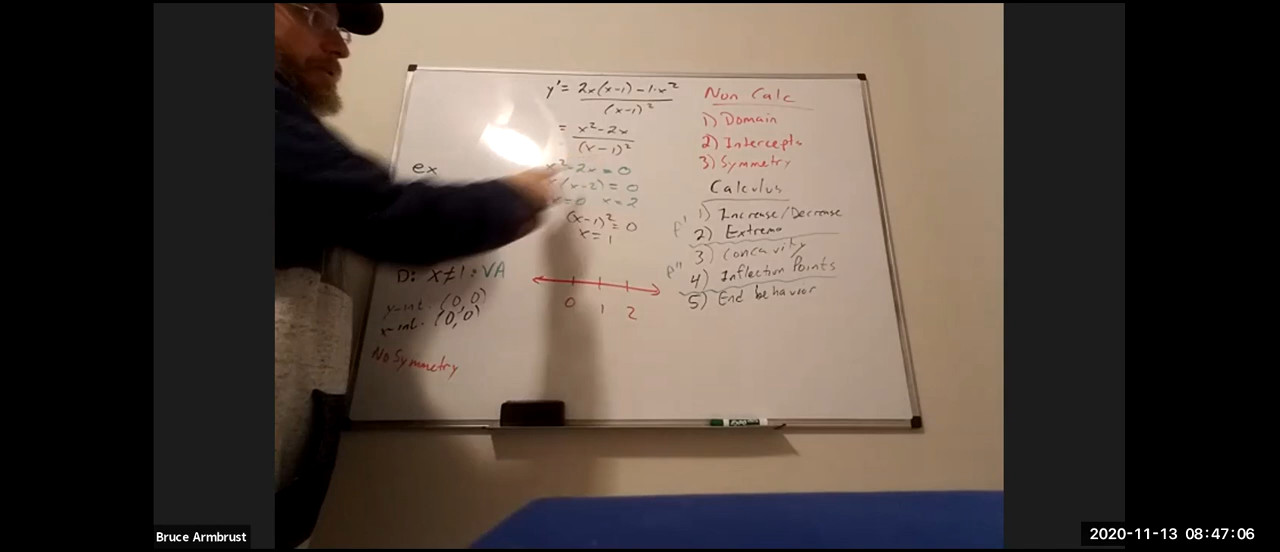 y' = 2x(x-1) - 1·x²
(x-1)²
= x² - 2x
(x-1)²
x² - 2x = 0
(x-2) = 0
x = 0 x = 2
(x-1)² = 0
x = 1
0 1 2
ex
D: x ≠ 1 : VA
y-int. (0,0)
x-int. (0,0)
No Symmetry
Non Calc
1) Domain
2) Intercepts
3) Symmetry
Calculus
f' 1) Increase/Decrease
2) Extrema
f'' 3) Concavity
4) Inflection Points
5) End behavior
EXPO
Bruce Armbrust
2020-11-13 08:47:06